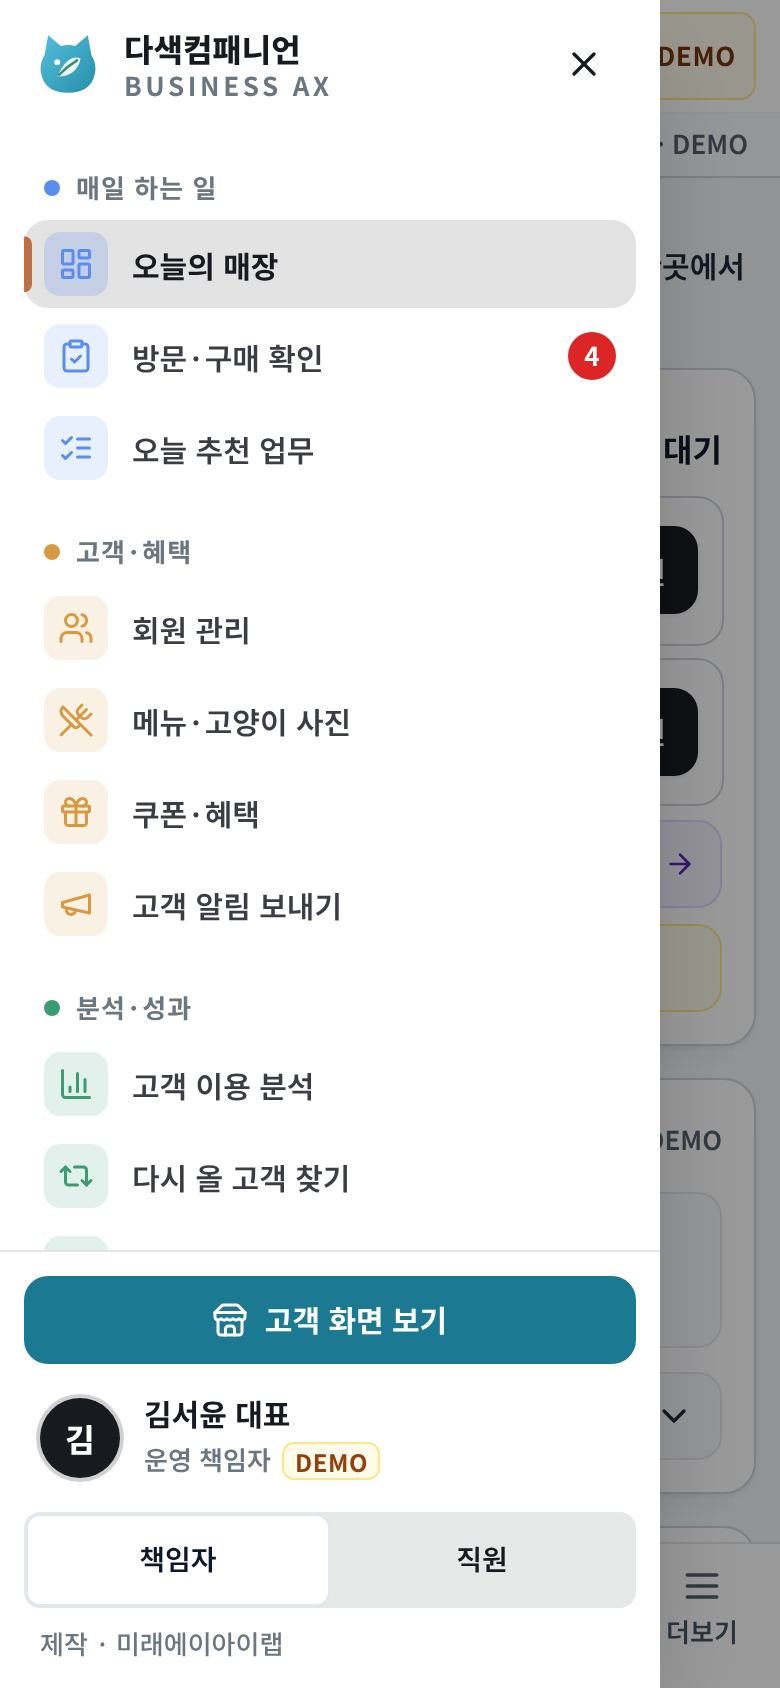 다색컴패니언
BUSINESS AX
DEMO
· DEMO
매일 하는 일
오늘의 매장
곳에서
방문·구매 확인
4
오늘 추천 업무
대기
고객·혜택
회원 관리
메뉴·고양이 사진
쿠폰·혜택
고객 알림 보내기
분석·성과
고객 이용 분석
DEMO
다시 올 고객 찾기
고객 화면 보기
김
김서윤 대표
운영 책임자 DEMO
책임자
직원
더보기
제작 · 미래에이아이랩